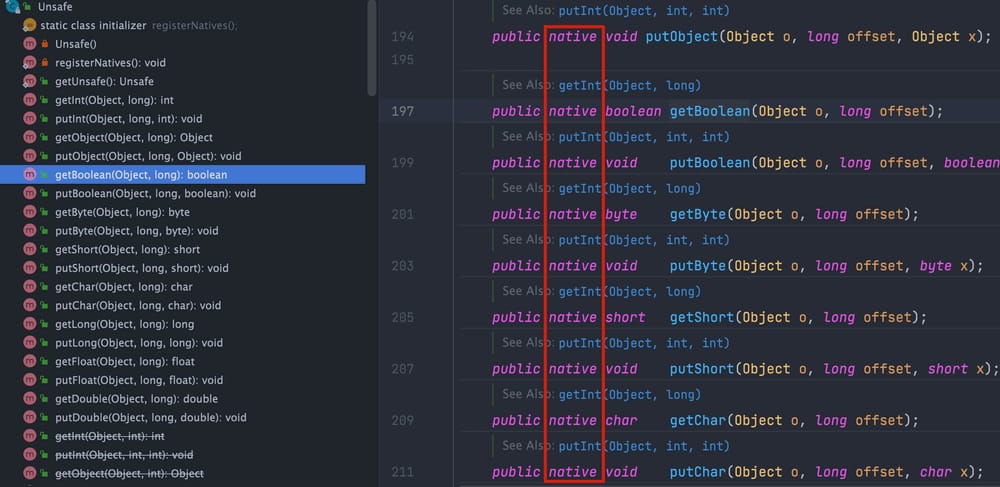 Unsafe
static class initializer registerNatives();
Unsafe()
registerNatives(): void
getUnsafe(): Unsafe
getInt(Object, long): int
putInt(Object, long, int): void
getObject(Object, long): Object
putObject(Object, long, Object): void
getBoolean(Object, long): boolean
putBoolean(Object, long, boolean): void
getByte(Object, long): byte
putByte(Object, long, byte): void
getShort(Object, long): short
putShort(Object, long, short): void
getChar(Object, long): char
putChar(Object, long, char): void
getLong(Object, long): long
putLong(Object, long, long): void
getFloat(Object, long): float
putFloat(Object, long, float): void
getDouble(Object, long): double
putDouble(Object, long, double): void
getInt(Object, int): int
putInt(Object, int, int): void
getObject(Object, int): Object
See Also: putInt(Object, int, int)
194 public native void putObject(Object o, long offset, Object x);
195
See Also: getInt(Object, long)
197 public native boolean getBoolean(Object o, long offset);
See Also: putInt(Object, int, int)
199 public native void putBoolean(Object o, long offset, boolean
See Also: getInt(Object, long)
201 public native byte getByte(Object o, long offset);
See Also: putInt(Object, int, int)
203 public native void putByte(Object o, long offset, byte x);
See Also: getInt(Object, long)
205 public native short getShort(Object o, long offset);
See Also: putInt(Object, int, int)
207 public native void putShort(Object o, long offset, short x);
See Also: getInt(Object, long)
209 public native char getChar(Object o, long offset);
See Also: putInt(Object, int, int)
211 public native void putChar(Object o, long offset, char x);